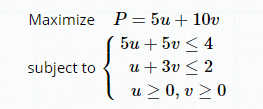 Maximize P = 5u + 10v
5u + 5v ≤ 4
subject to u + 3v ≤ 2
u ≥ 0, v ≥ 0